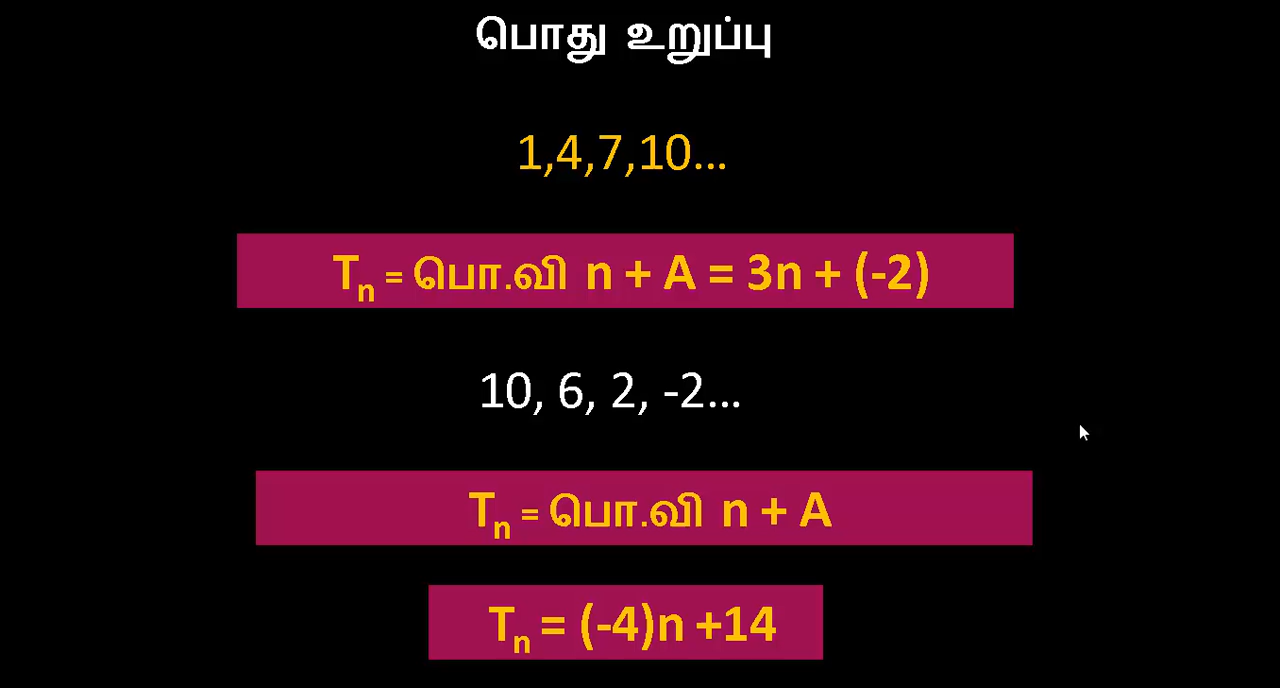 பொது உறுப்பு
1,4,7,10...
Tn = பொ.வி n + A = 3n + (-2)
10, 6, 2, -2...
Tn = பொ.வி n + A
Tn = (-4)n +14